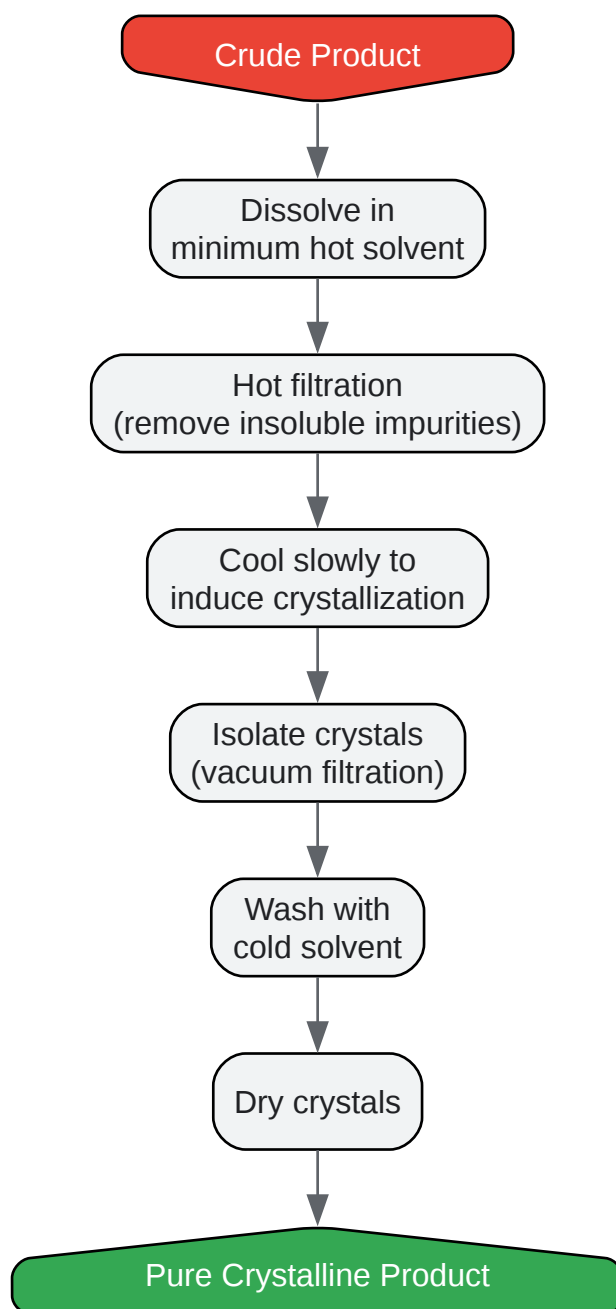 Crude Product
Dissolve in
minimum hot solvent
Hot filtration
(remove insoluble impurities)
Cool slowly to
induce crystallization
Isolate crystals
(vacuum filtration)
Wash with
cold solvent
Dry crystals
Pure Crystalline Product